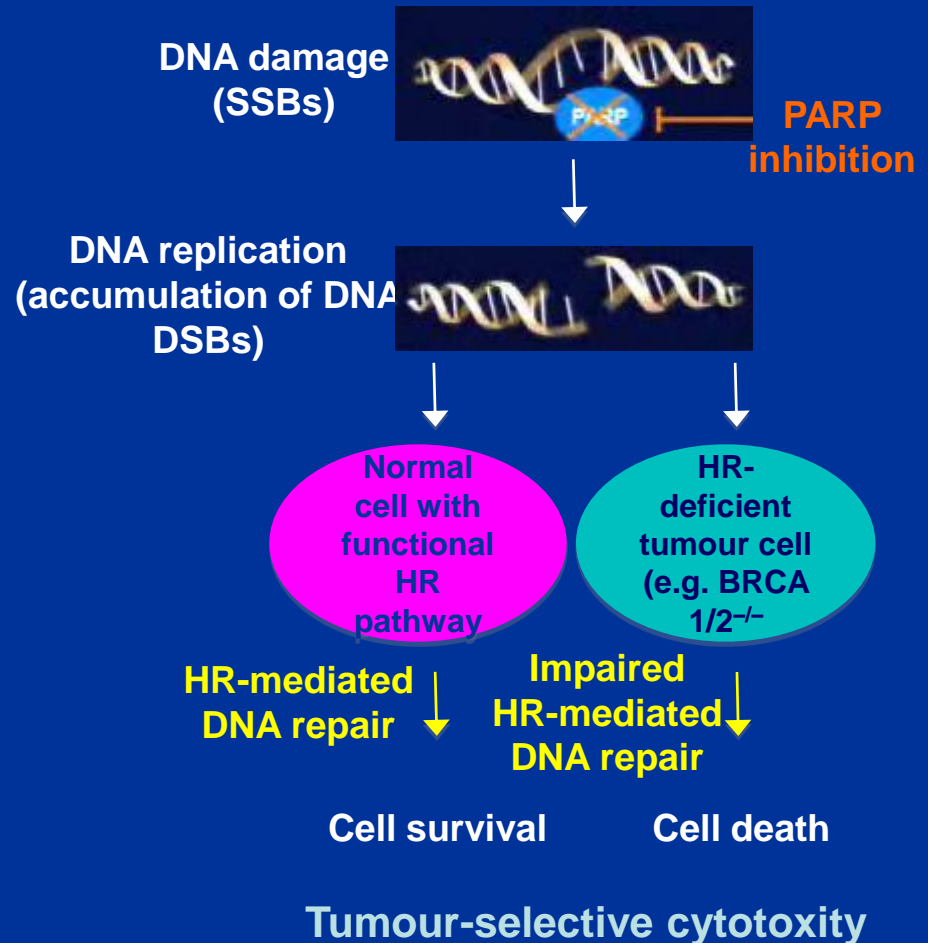 DNA damage
(SSBs)
PARP
PARP
inhibition
DNA replication
(accumulation of DNA
DSBs)
Normal
cell with
functional
HR
pathway
HR-
deficient
tumour cell
(e.g. BRCA
1/2–/–
HR-mediated
DNA repair
Impaired
HR-mediated
DNA repair
Cell survival
Cell death
Tumour-selective cytotoxity